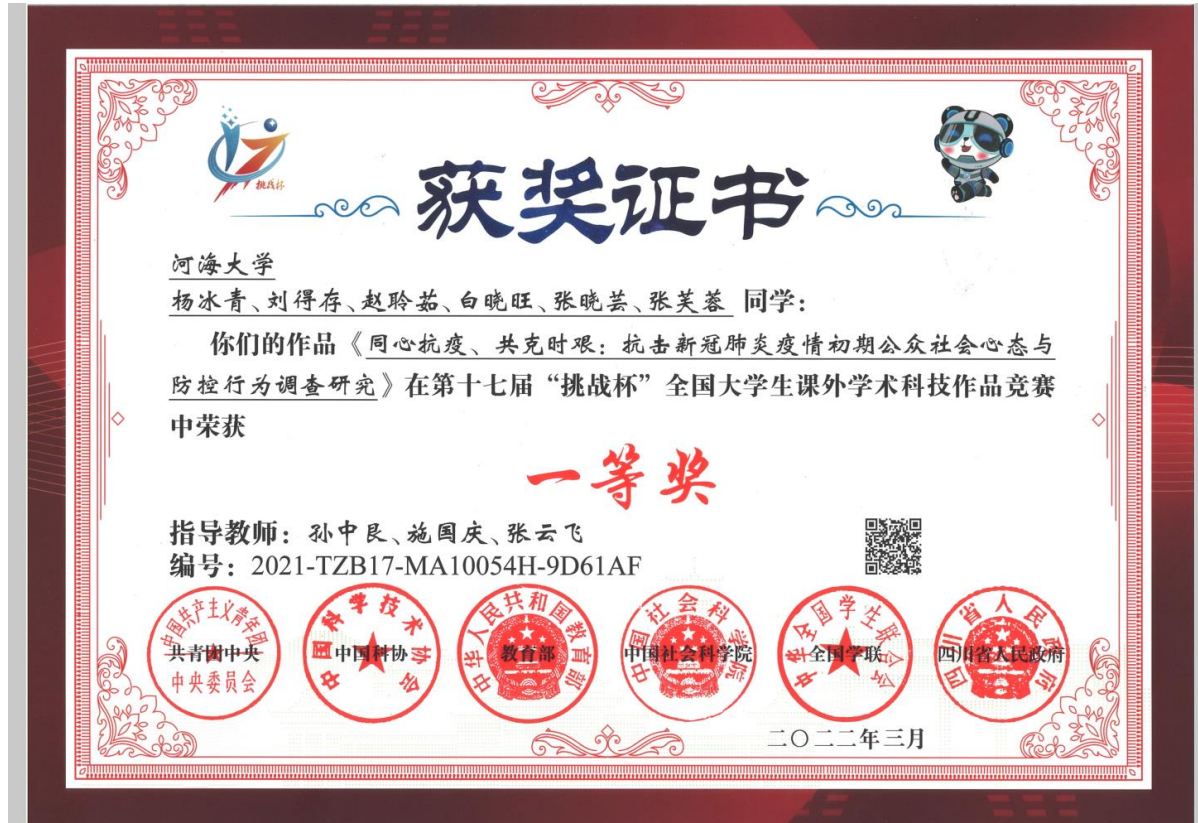 挑战杯
获奖证书
河海大学
杨冰青、刘得存、赵聆茹、白晓旺、张晓芸、张芙蓉 同学：
你们的作品《同心抗疫、共克时艰：抗击新冠肺炎疫情初期公众社会心态与
防控行为调查研究》在第十七届“挑战杯”全国大学生课外学术科技作品竞赛
中荣获
一等奖
指导教师：孙中艮、施国庆、张云飞
编号：2021-TZB17-MA10054H-9D61AF
中国共产主义青年团 中国科学技术协会 中华人民共和国教育部 中国社会科学院 中华全国学生联合会 四川省人民政府
共青团中央 中国科协 教育部 中国社会科学院 全国学联 四川省人民政府
中央委员会
二〇二二年三月